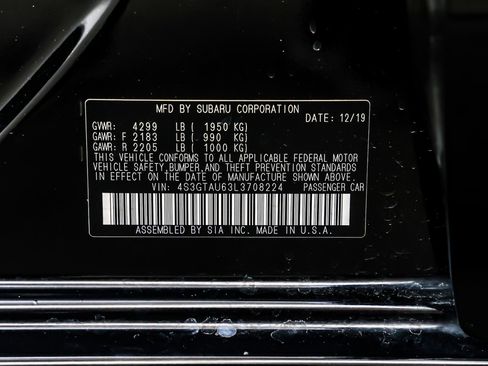 MFD BY SUBARU CORPORATION
DATE: 12/19
GVWR: 4299 LB ( 1950 KG)
GAWR: F 2183 LB ( 990 KG)
GAWR: R 2205 LB ( 1000 KG)
THIS VEHICLE CONFORMS TO ALL APPLICABLE FEDERAL MOTOR
VEHICLE SAFETY,BUMPER,AND THEFT PREVENTION STANDARDS
IN EFFECT ON THE DATE OF MANUFACTURE SHOWN ABOVE.
VIN: 4S3GTAU63L3708224 PASSENGER CAR
ASSEMBLED BY SIA INC. MADE IN U.S.A.